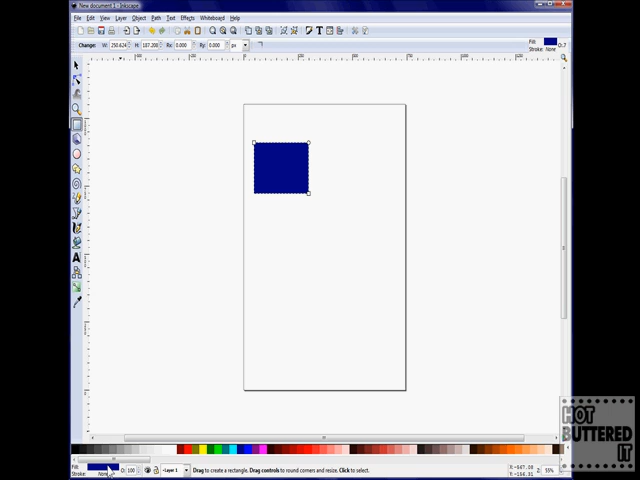 New document 1 - Inkscape
File Edit View Layer Object Path Text Effects Whiteboard Help
Change: W: 250.624 H: 187.200 Rx: 0.000 Ry: 0.000 px
Fill:
Stroke: None
O:
HOT
BUTTERED
IT
Fill:
Stroke: None
O: 100
Layer 1
Drag to create a rectangle. Drag controls to round corners and resize. Click to select.
Z: 55%